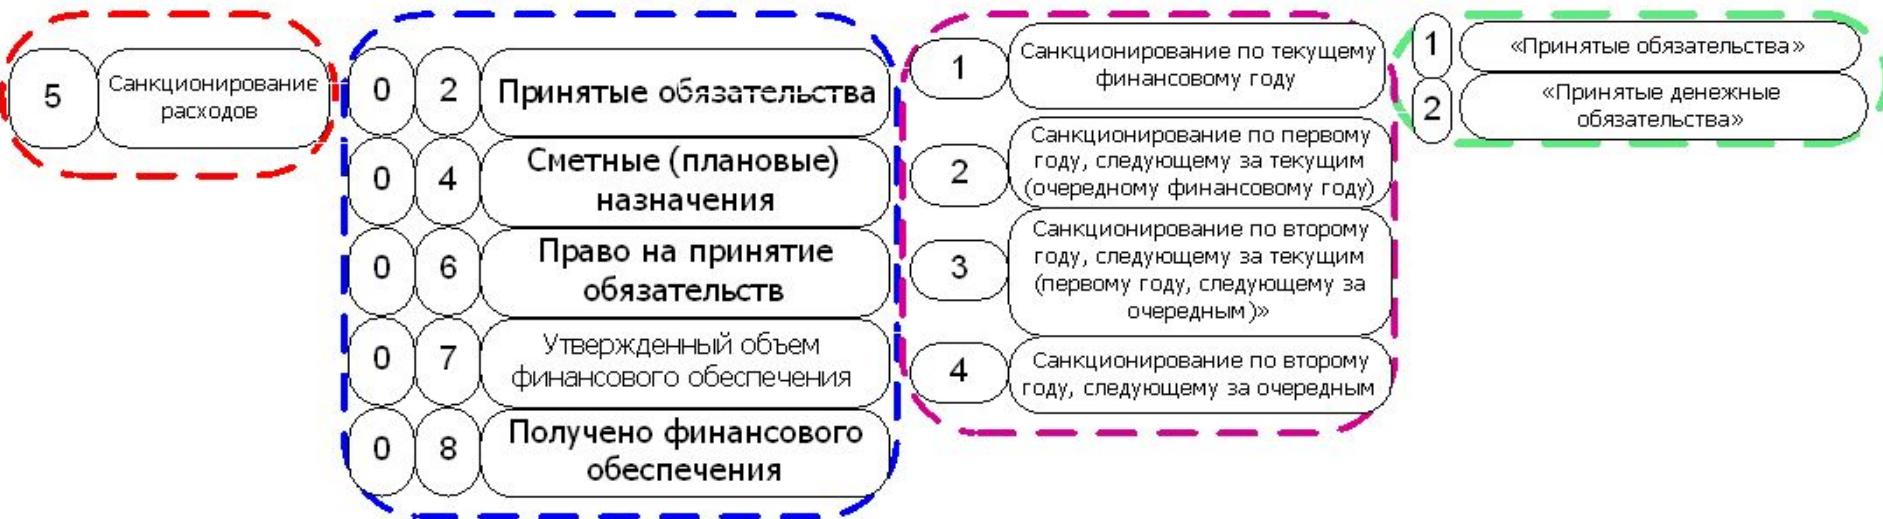 5
Санкционирование
расходов
0 2
Принятые обязательства
0 4
Сметные (плановые)
назначения
0 6
Право на принятие
обязательств
0 7
Утвержденный объем
финансового обеспечения
0 8
Получено финансового
обеспечения
1
Санкционирование по текущему
финансовому году
2
Санкционирование по первому
году, следующему за текущим
(очередному финансовому году)
3
Санкционирование по второму
году, следующему за текущим
(первому году, следующему за
очередным)»
4
Санкционирование по второму
году, следующему за очередным
1
«Принятые обязательства»
2
«Принятые денежные
обязательства»